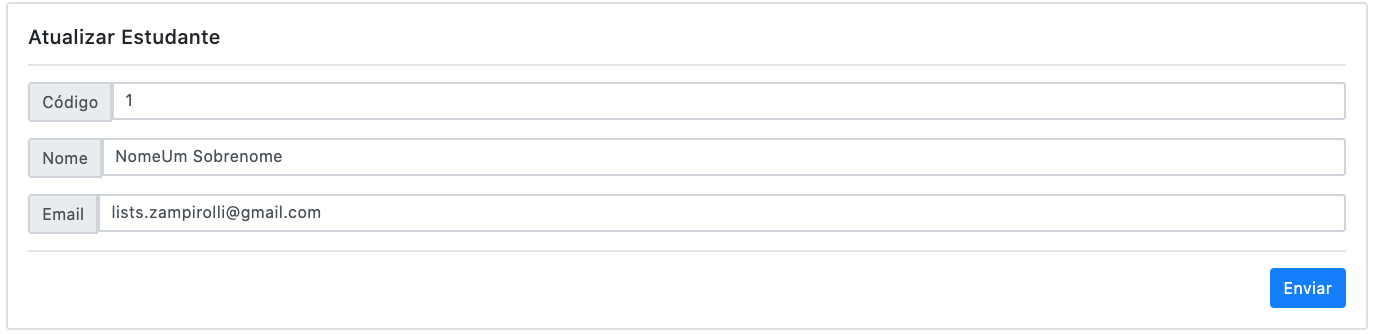 Atualizar Estudante
Código 1
Nome NomeUm Sobrenome
Email lists.zampirolli@gmail.com
Enviar